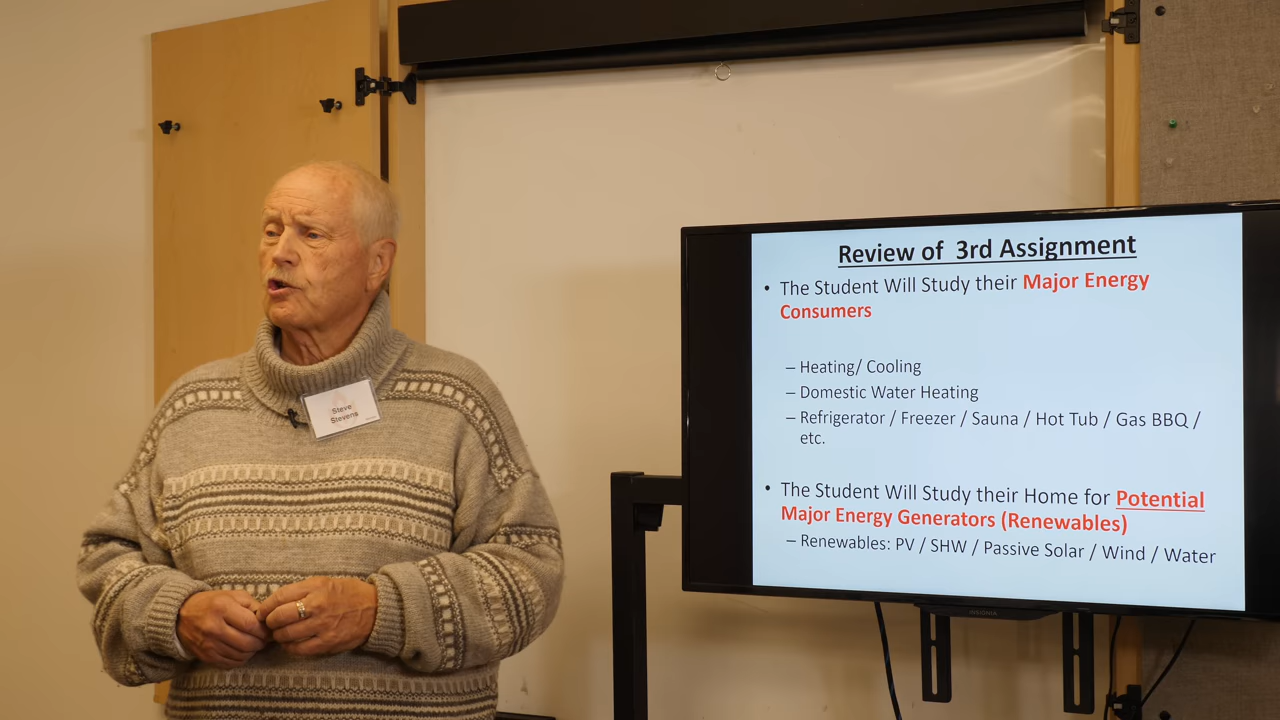 Steve
Stevens
Review of 3rd Assignment
• The Student Will Study their Major Energy
Consumers
– Heating/ Cooling
– Domestic Water Heating
– Refrigerator / Freezer / Sauna / Hot Tub / Gas BBQ /
etc.
• The Student Will Study their Home for Potential
Major Energy Generators (Renewables)
– Renewables: PV / SHW / Passive Solar / Wind / Water
INSIGNIA